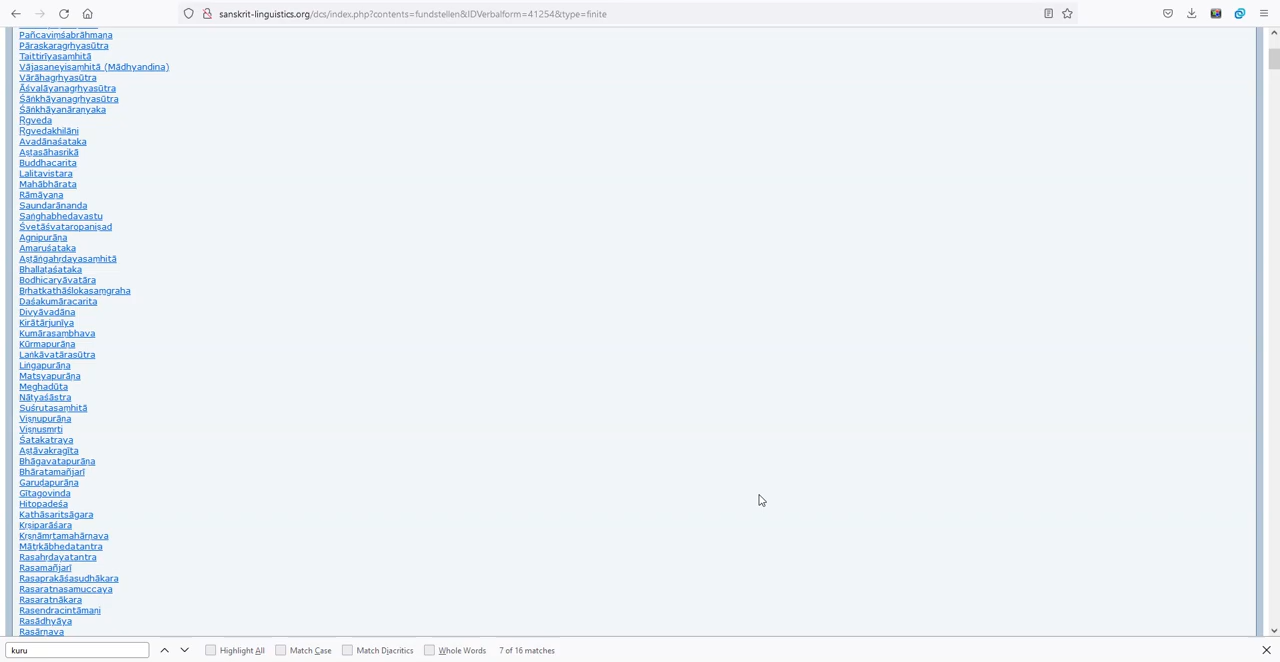 sanskrit-linguistics.org/dcs/index.php?contents=fundstellen&IDVerbalform=41254&type=finite
Pañcaviṃśabrāhmaṇa
Pāraskaragṛhyasūtra
Taittirīyasaṃhitā
Vājasaneyisaṃhitā (Mādhyandina)
Vārāhagṛhyasūtra
Āśvalāyanagṛhyasūtra
Śāṅkhāyanagṛhyasūtra
Śāṅkhāyanāraṇyaka
Ṛgveda
Ṛgvedakhilāni
Avadānaśataka
Aṣṭasāhasrikā
Buddhacarita
Lalitavistara
Mahābhārata
Rāmāyaṇa
Saundarānanda
Saṅghabhedavastu
Śvetāśvataropaniṣad
Agnipurāṇa
Amaruśataka
Aṣṭāṅgahṛdayasaṃhitā
Bhallaṭaśataka
Bodhicaryāvatāra
Bṛhatkathāślokasaṃgraha
Daśakumāracarita
Divyāvadāna
Kirātārjunīya
Kumārasaṃbhava
Kūrmapurāṇa
Laṅkāvatārasūtra
Liṅgapurāṇa
Matsyapurāṇa
Meghadūta
Nāṭyaśāstra
Suśrutasaṃhitā
Viṣṇupurāṇa
Viṣṇusmṛti
Śatakatraya
Aṣṭāvakragīta
Bhāgavatapurāṇa
Bhāratamañjarī
Garuḍapurāṇa
Gītagovinda
Hitopadeśa
Kathāsaritsāgara
Kṛṣiparāśara
Kṛṣṇāmṛtamahārṇava
Mātṛkābhedatantra
Rasahṛdayatantra
Rasamañjarī
Rasaprakāśasudhākara
Rasaratnasamuccaya
Rasaratnākara
Rasendracintāmaṇi
Rasādhyāya
Rasārṇava
kuru Highlight All Match Case Match Diacritics Whole Words 7 of 16 matches